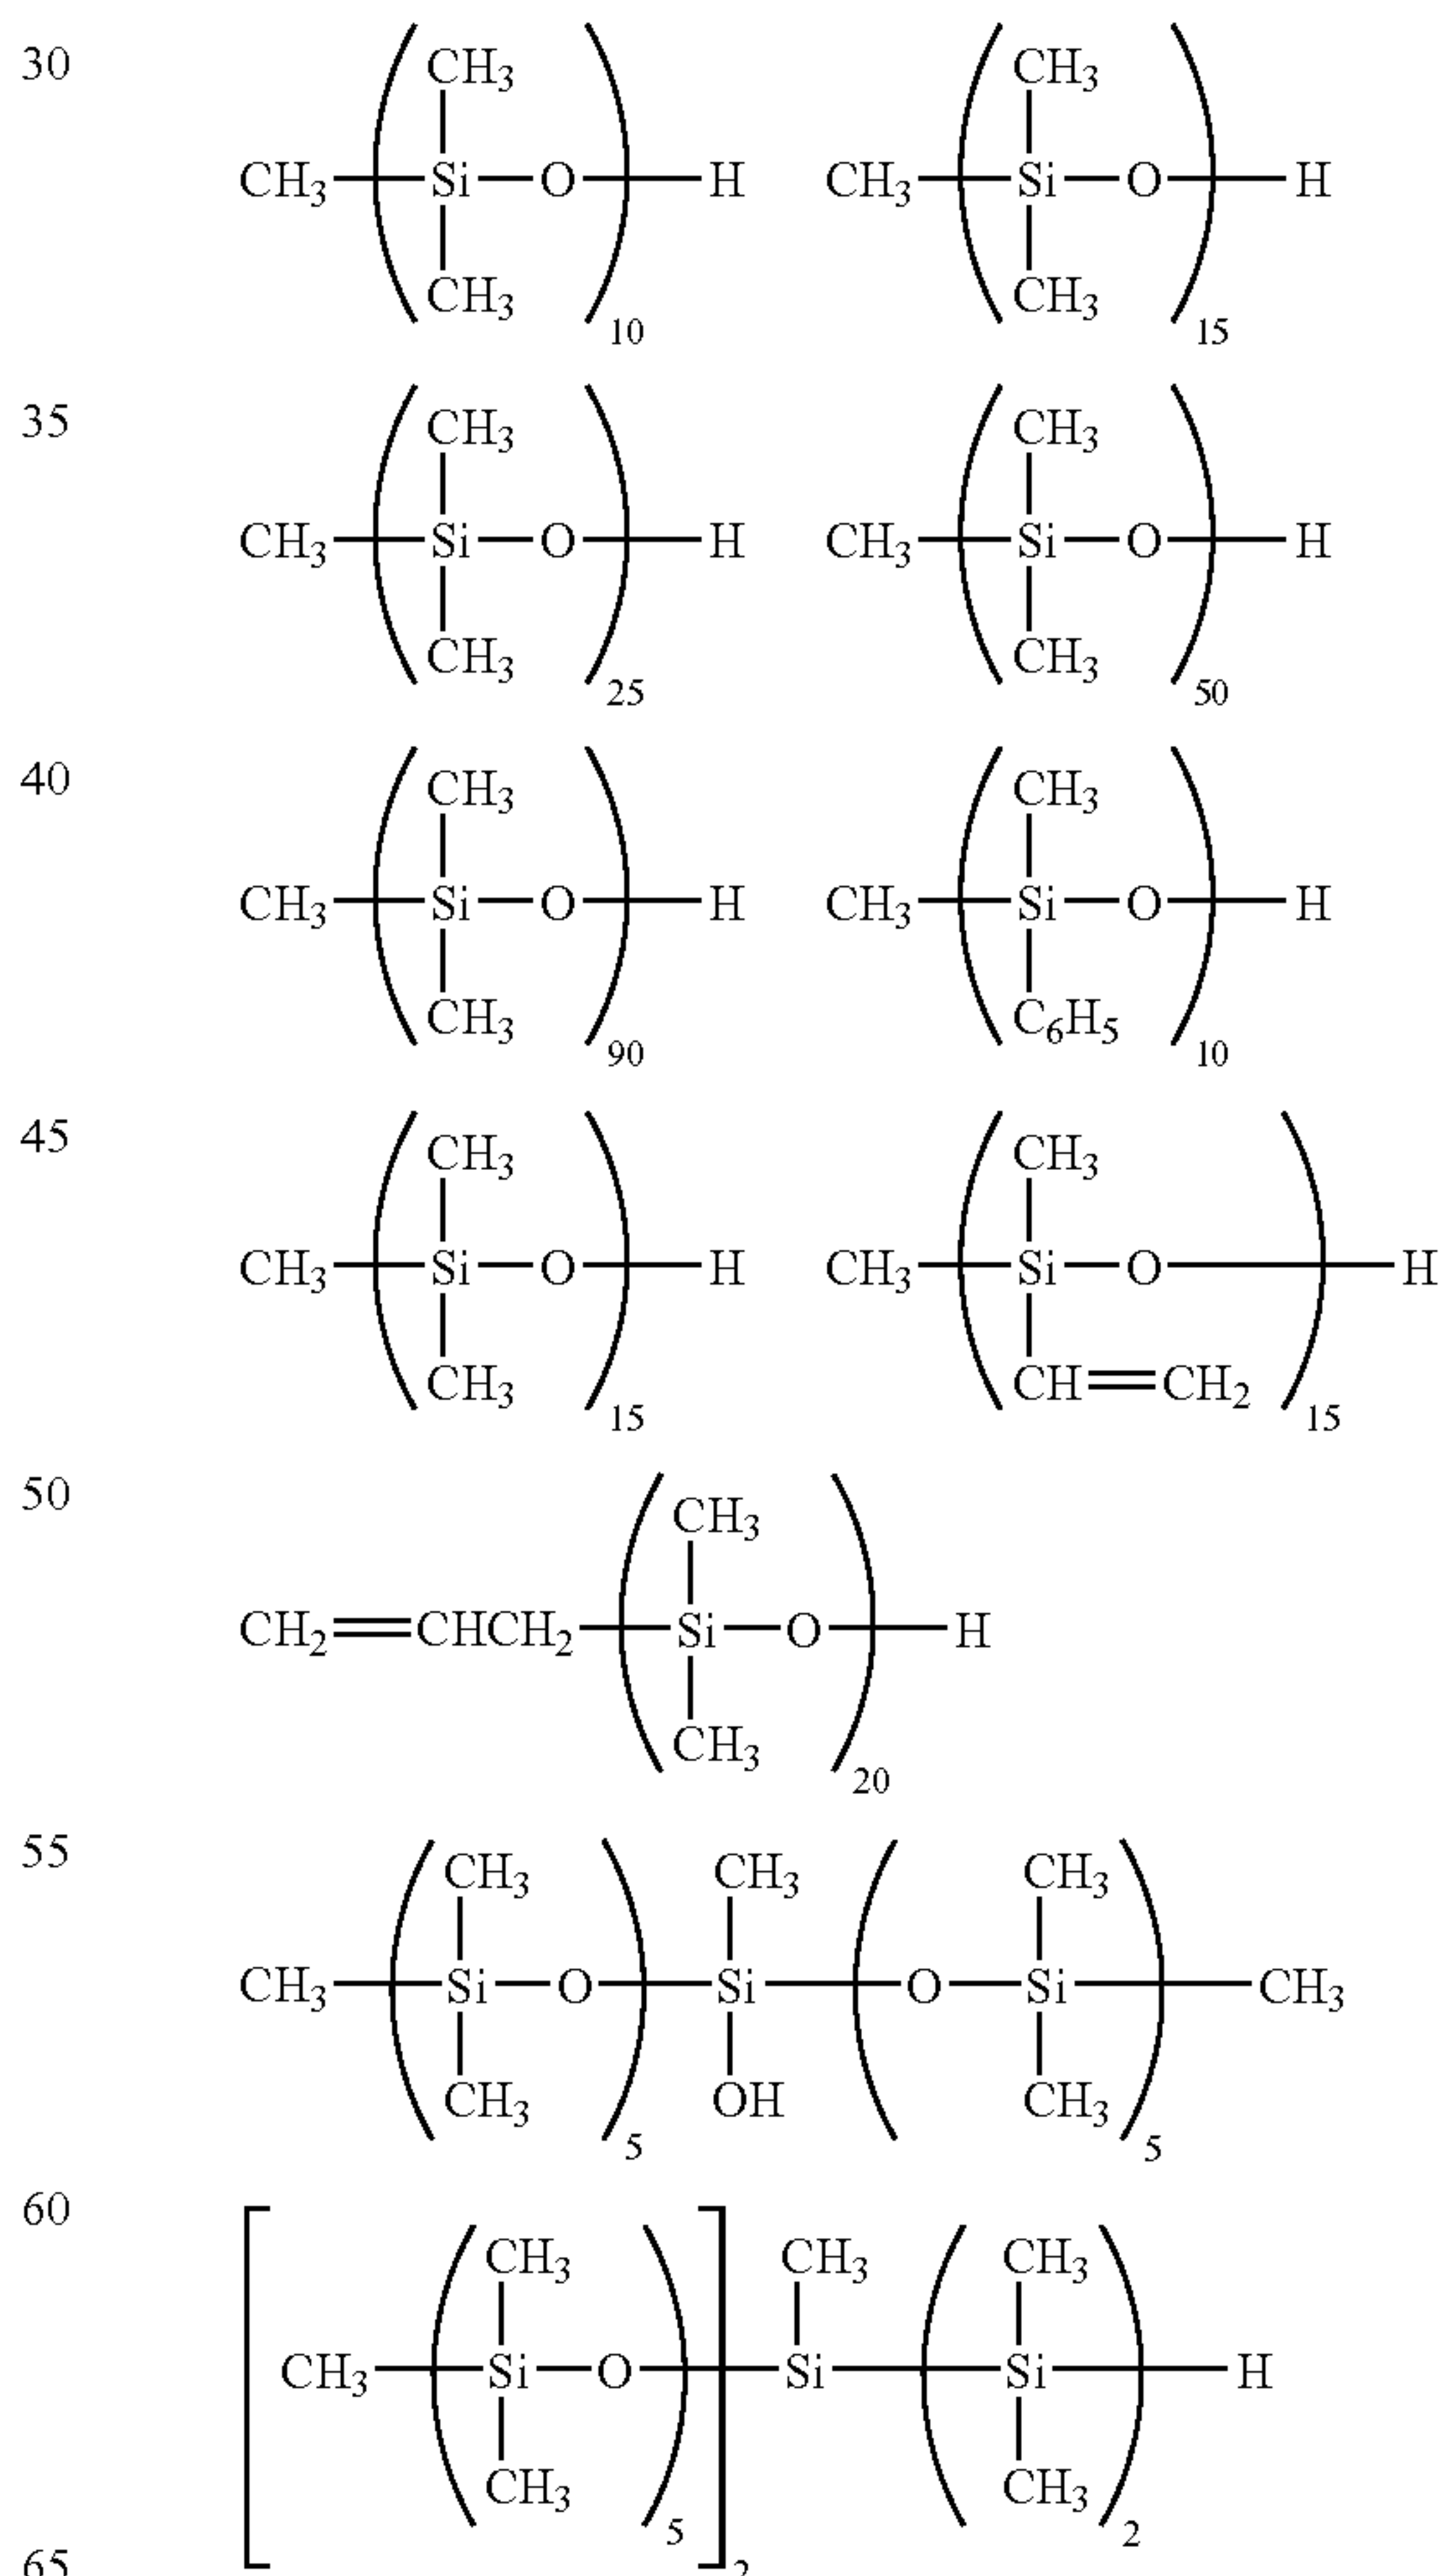 30
CH3 CH3
CH3 Si O H CH3 Si O H
CH3 CH3
10 15
35
CH3 CH3
CH3 Si O H CH3 Si O H
CH3 CH3
25 50
40
CH3 CH3
CH3 Si O H CH3 Si O H
CH3 C6H5
90 10
45
CH3 CH3
CH3 Si O H CH3 Si O H
CH3 CH=CH2
15 15
50
CH3
CH2=CHCH2 Si O H
CH3
20
55
CH3 CH3 CH3
CH3 Si O Si O Si CH3
CH3 OH CH3
5 5
60
CH3 CH3 CH3
CH3 Si O Si Si H
CH3 CH3
5 2
65 2